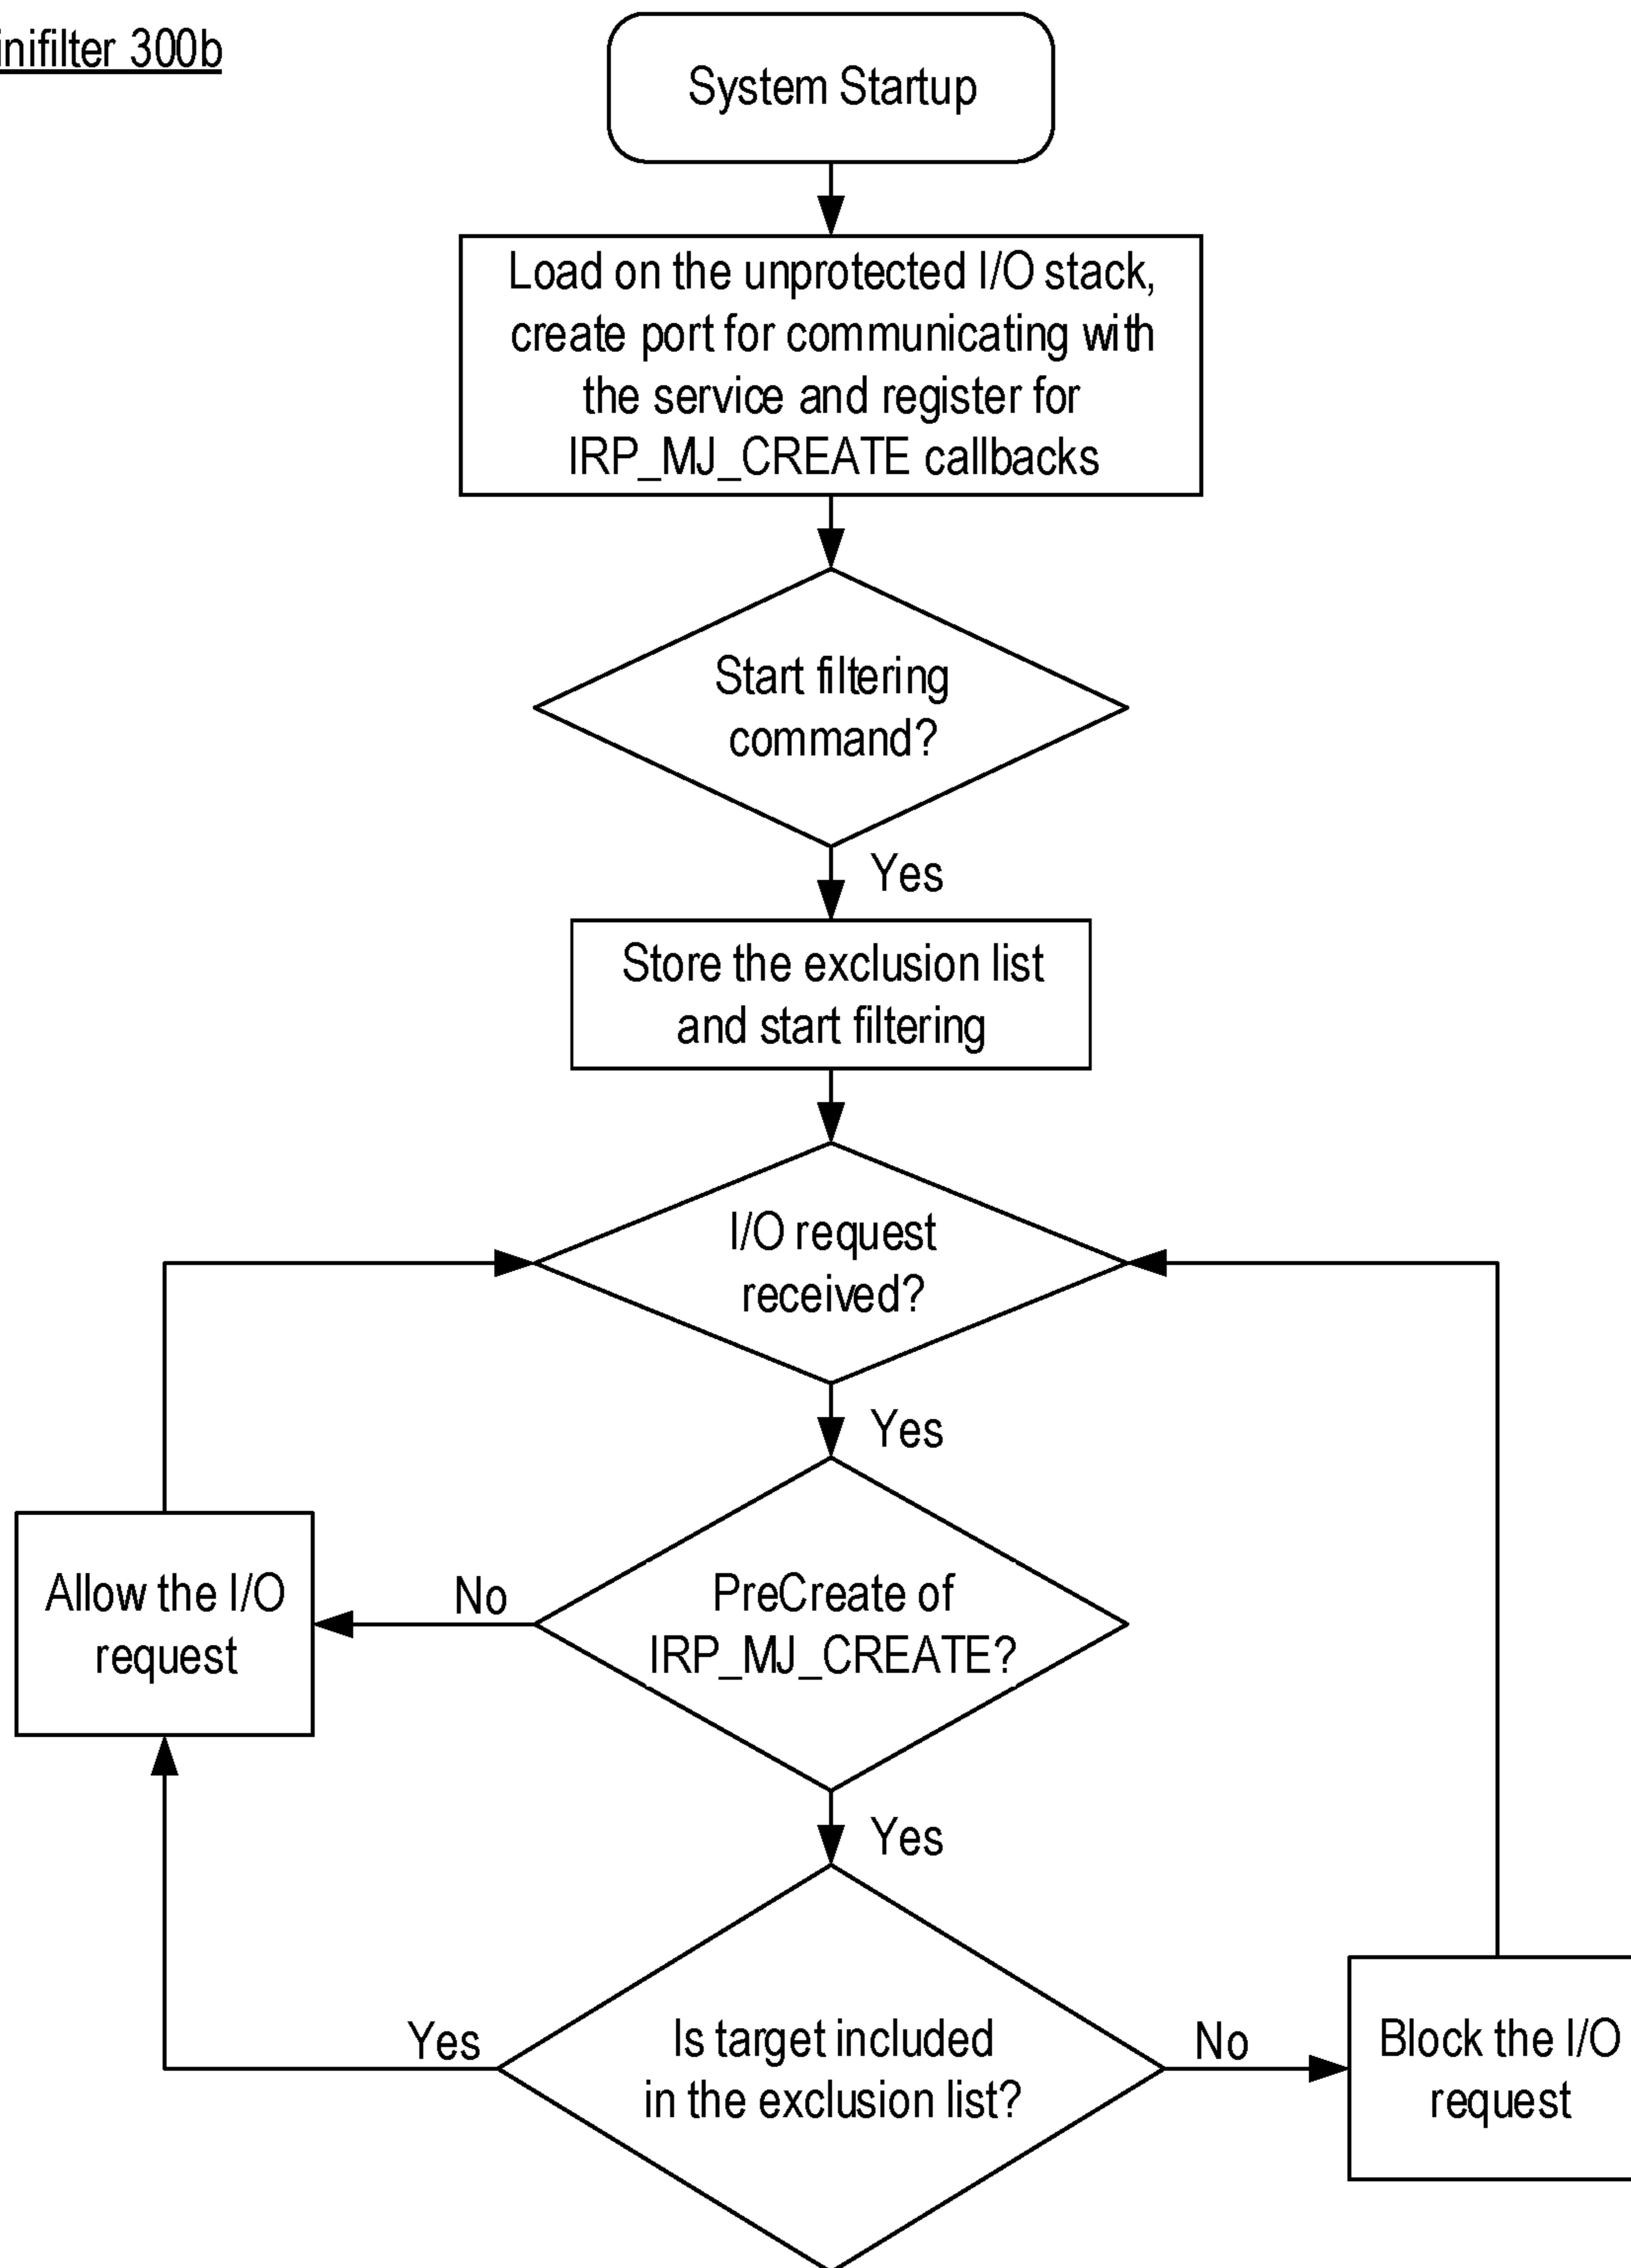 inifilter 300b
System Startup
Load on the unprotected I/O stack,
create port for communicating with
the service and register for
IRP_MJ_CREATE callbacks
Start filtering
command?
Yes
Store the exclusion list
and start filtering
I/O request
received?
Yes
Allow the I/O
request
No
PreCreate of
IRP_MJ_CREATE?
Yes
Yes
Is target included
in the exclusion list?
No
Block the I/O
request